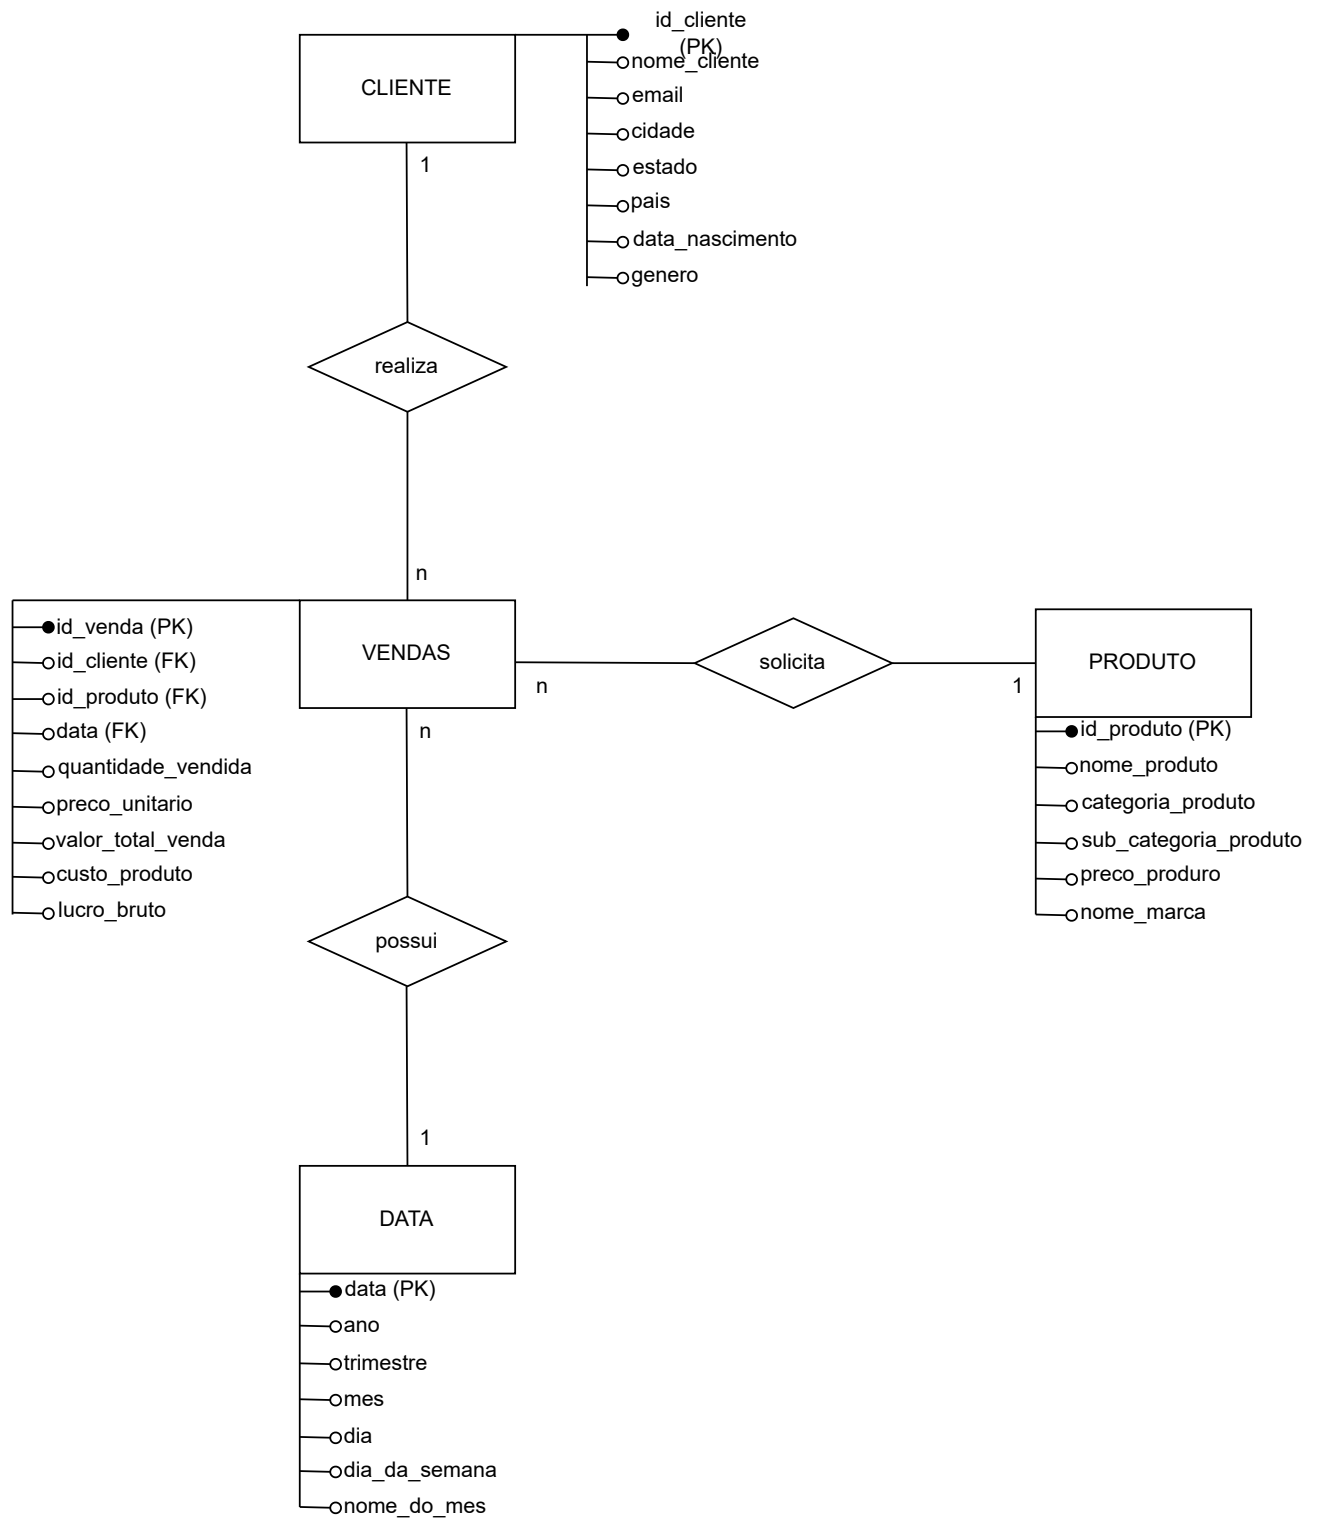 id_cliente
(PK)
nome_cliente
email
cidade
estado
pais
data_nascimento
genero
CLIENTE
1
realiza
n
VENDAS
id_venda (PK)
id_cliente (FK)
id_produto (FK)
data (FK)
quantidade_vendida
preco_unitario
valor_total_venda
custo_produto
lucro_bruto
n
solicita
1
PRODUTO
id_produto (PK)
nome_produto
categoria_produto
sub_categoria_produto
preco_produro
nome_marca
n
possui
1
DATA
data (PK)
ano
trimestre
mes
dia
dia_da_semana
nome_do_mes